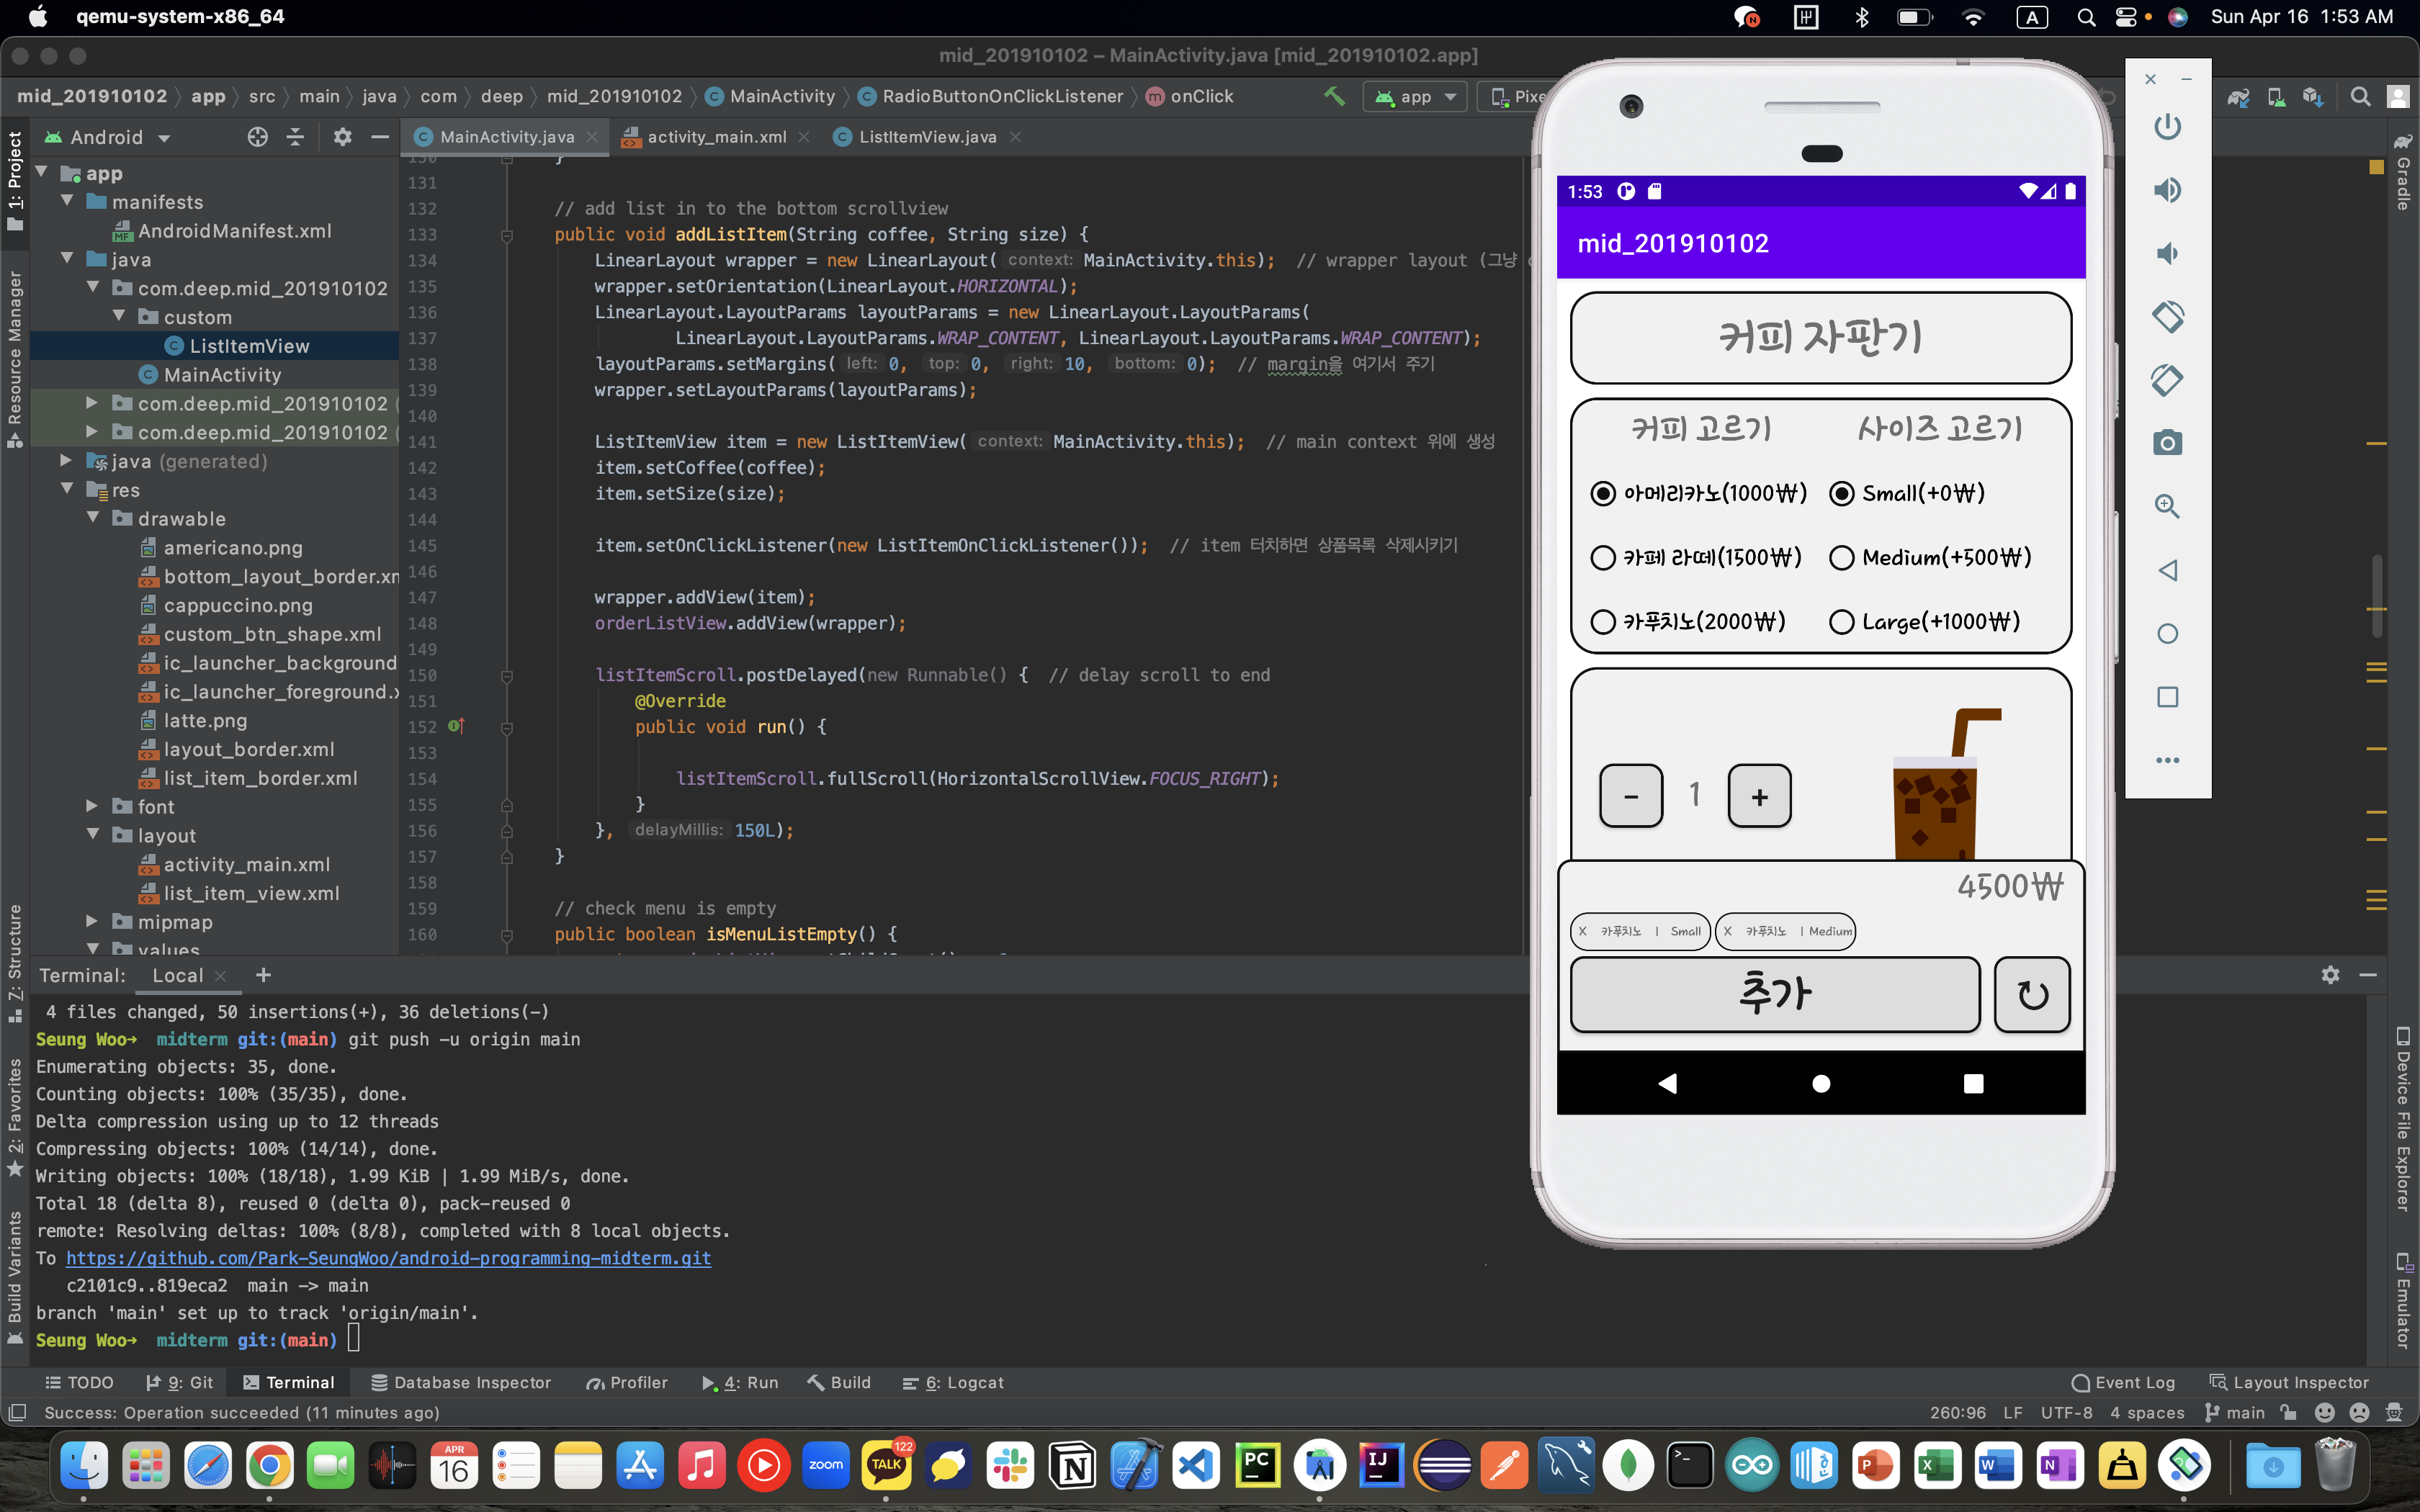 qemu-system-x86_64
A
Sun Apr 16 1:53 AM
mid_201910102 – MainActivity.java [mid_201910102.app]
mid_201910102 app src main java com deep mid_201910102 MainActivity RadioButtonOnClickListener onClick
app
Pixe
Android
MainActivity.java
activity_main.xml
ListItemView.java
1: Project
Resource Manager
Z: Structure
2: Favorites
Build Variants
Gradle
Device File Explorer
Emulator
app
manifests
AndroidManifest.xml
java
com.deep.mid_201910102
custom
ListItemView
MainActivity
com.deep.mid_201910102 (
com.deep.mid_201910102 (
java (generated)
res
drawable
americano.png
bottom_layout_border.xm
cappuccino.png
custom_btn_shape.xml
ic_launcher_background
ic_launcher_foreground.x
latte.png
layout_border.xml
list_item_border.xml
font
layout
activity_main.xml
list_item_view.xml
mipmap
values
130 }
131
132 // add list in to the bottom scrollview
133 public void addListItem(String coffee, String size) {
134 LinearLayout wrapper = new LinearLayout( context: MainActivity.this); // wrapper layout (그냥
135 wrapper.setOrientation(LinearLayout.HORIZONTAL);
136 LinearLayout.LayoutParams layoutParams = new LinearLayout.LayoutParams(
137 LinearLayout.LayoutParams.WRAP_CONTENT, LinearLayout.LayoutParams.WRAP_CONTENT);
138 layoutParams.setMargins( left: 0, top: 0, right: 10, bottom: 0); // margin을 여기서 주기
139 wrapper.setLayoutParams(layoutParams);
140
141 ListItemView item = new ListItemView( context: MainActivity.this); // main context 위에 생성
142 item.setCoffee(coffee);
143 item.setSize(size);
144
145 item.setOnClickListener(new ListItemOnClickListener()); // item 터치하면 상품목록 삭제시키기
146
147 wrapper.addView(item);
148 orderListView.addView(wrapper);
149
150 listItemScroll.postDelayed(new Runnable() { // delay scroll to end
151 @Override
152 public void run() {
153
154 listItemScroll.fullScroll(HorizontalScrollView.FOCUS_RIGHT);
155 }
156 }, delayMillis: 150L);
157 }
158
159 // check menu is empty
160 public boolean isMenuListEmpty() {
1:53
mid_201910102
커피 자판기
커피 고르기 사이즈 고르기
아메리카노(1000₩) Small(+0₩)
카페 라떼(1500₩) Medium(+500₩)
카푸치노(2000₩) Large(+1000₩)
- 1 +
4500₩
X 카푸치노 | Small X 카푸치노 | Medium
추가
Terminal: Local
4 files changed, 50 insertions(+), 36 deletions(-)
Seung Woo→ midterm git:(main) git push -u origin main
Enumerating objects: 35, done.
Counting objects: 100% (35/35), done.
Delta compression using up to 12 threads
Compressing objects: 100% (14/14), done.
Writing objects: 100% (18/18), 1.99 KiB | 1.99 MiB/s, done.
Total 18 (delta 8), reused 0 (delta 0), pack-reused 0
remote: Resolving deltas: 100% (8/8), completed with 8 local objects.
To https://github.com/Park-SeungWoo/android-programming-midterm.git
c2101c9..819eca2 main -> main
branch 'main' set up to track 'origin/main'.
Seung Woo→ midterm git:(main)
TODO 9: Git Terminal Database Inspector Profiler 4: Run Build 6: Logcat Event Log Layout Inspector
Success: Operation succeeded (11 minutes ago) 260:96 LF UTF-8 4 spaces main
APR
16
zoom
TALK
122
PC
IJ
P
X
W
N